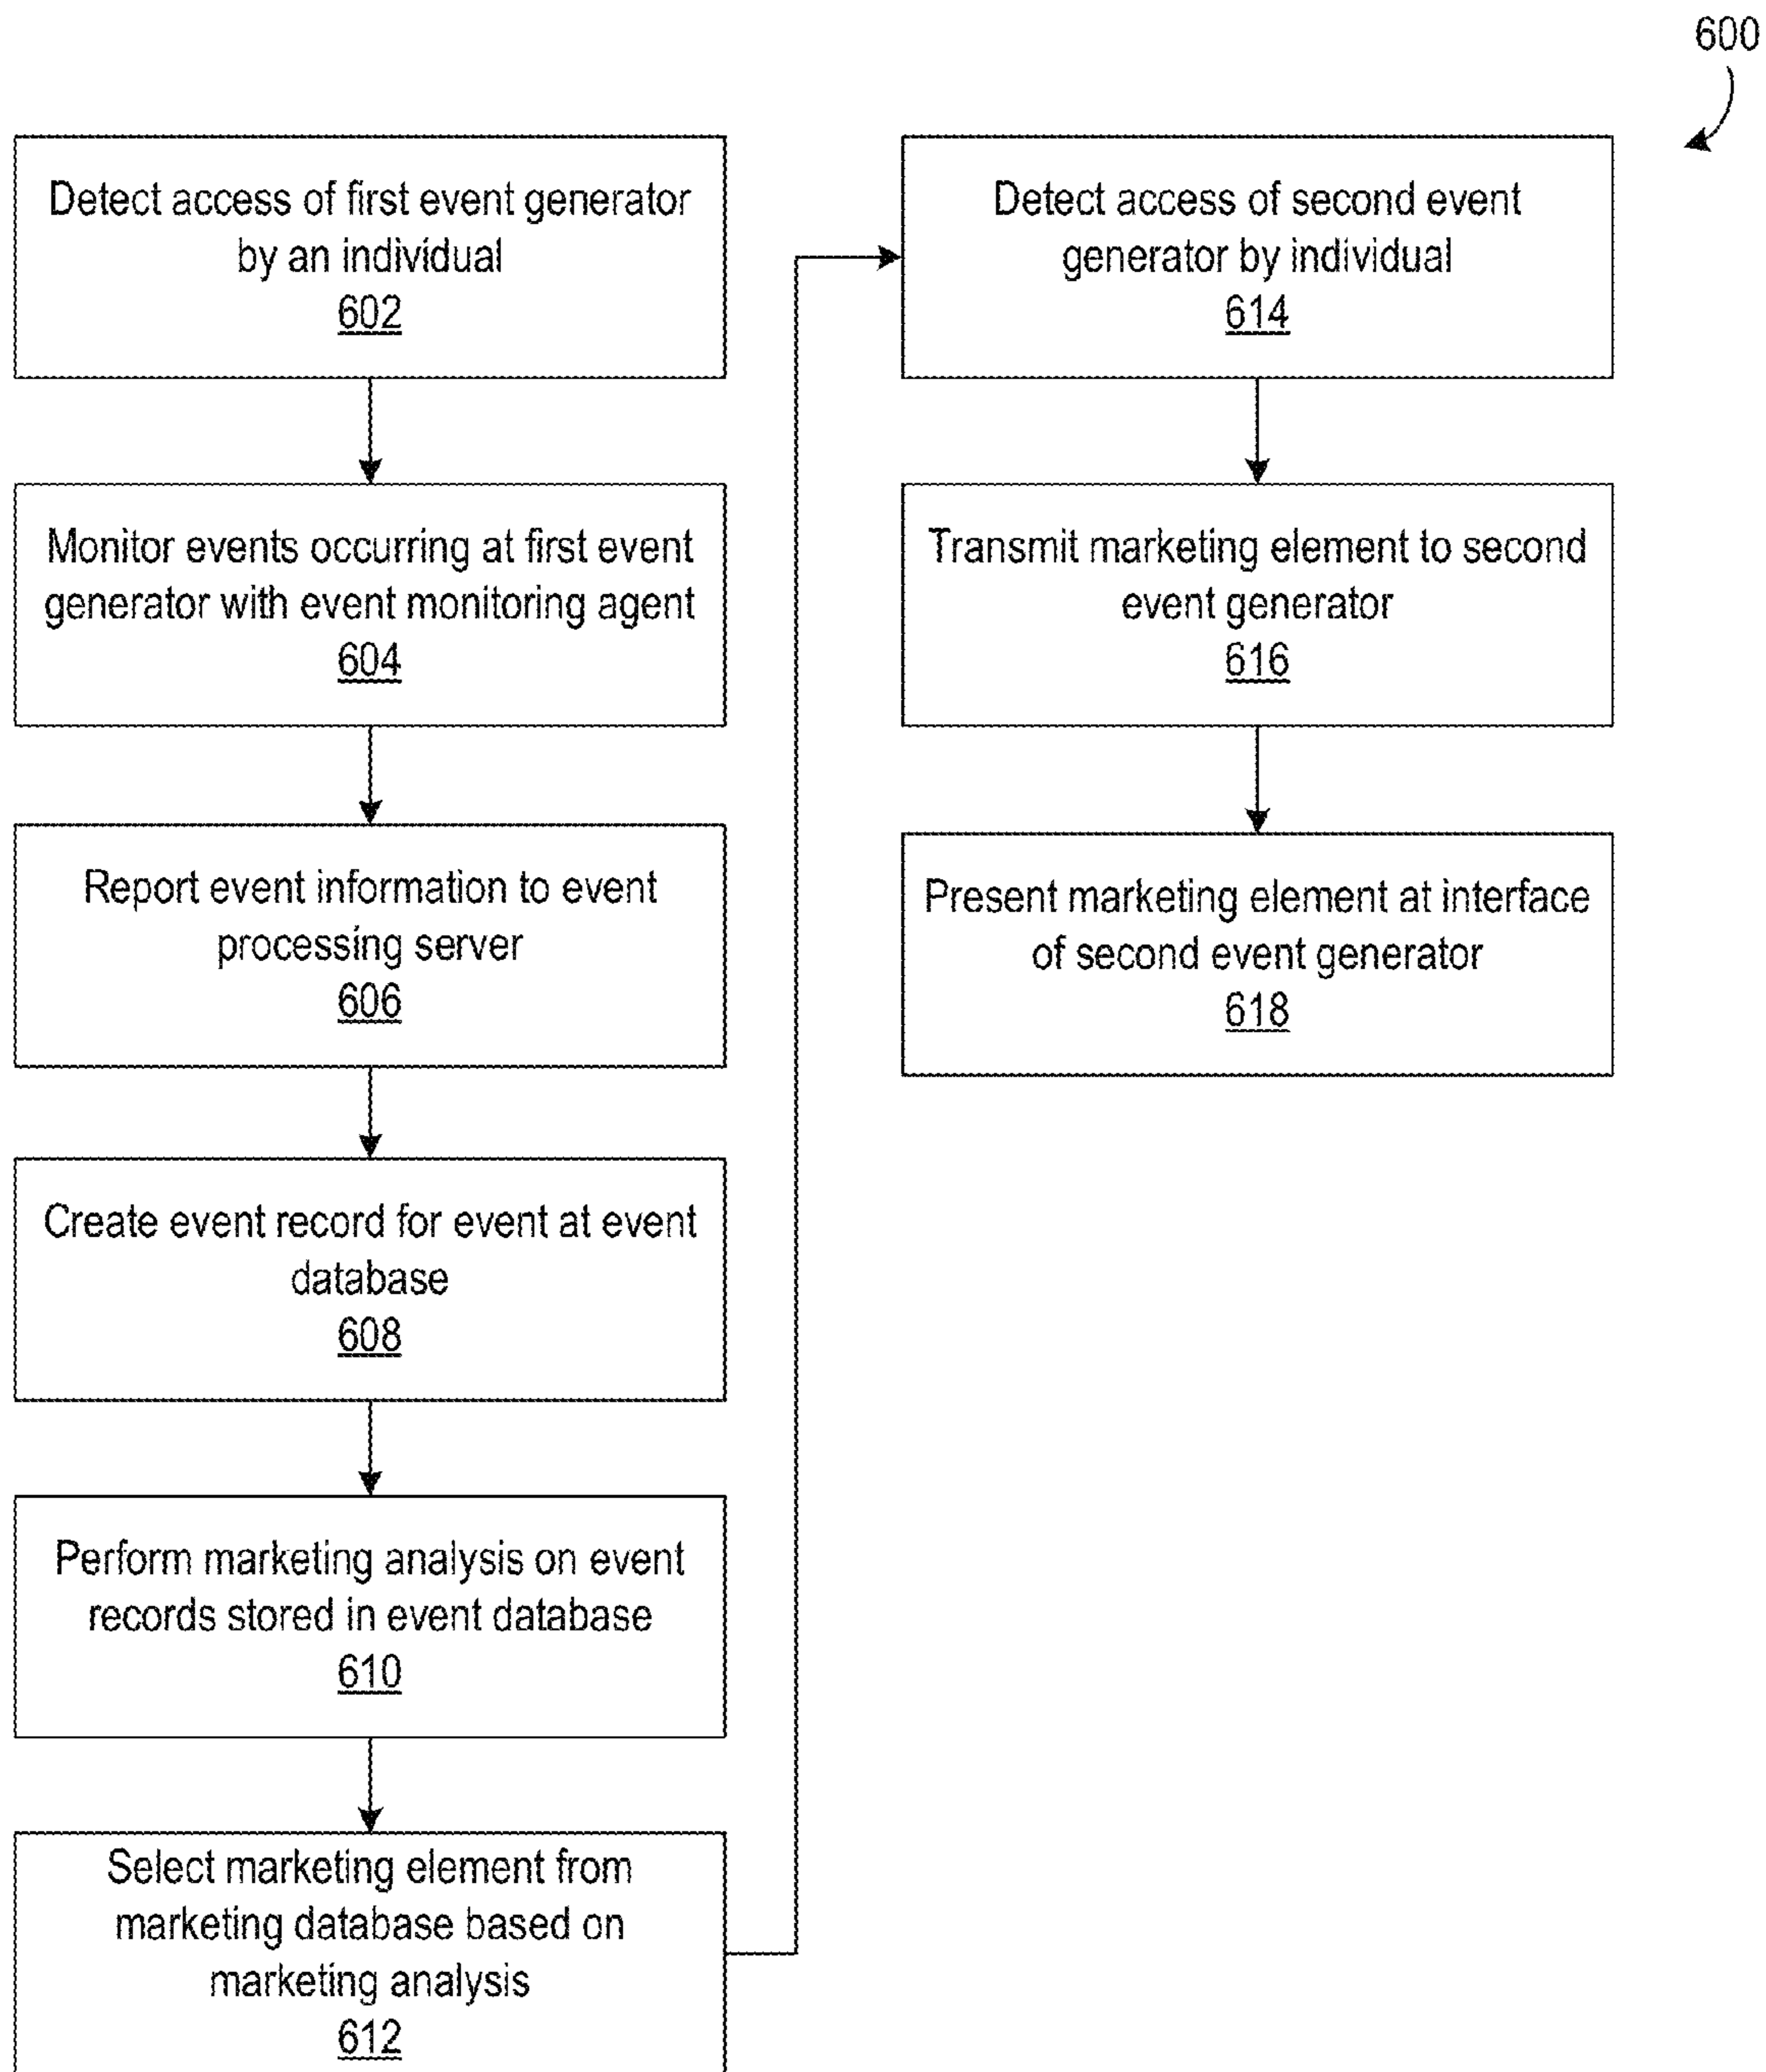 600
Detect access of first event generator
by an individual
602
Monitor events occurring at first event
generator with event monitoring agent
604
Report event information to event
processing server
606
Create event record for event at event
database
608
Perform marketing analysis on event
records stored in event database
610
Select marketing element from
marketing database based on
marketing analysis
612
Detect access of second event
generator by individual
614
Transmit marketing element to second
event generator
616
Present marketing element at interface
of second event generator
618